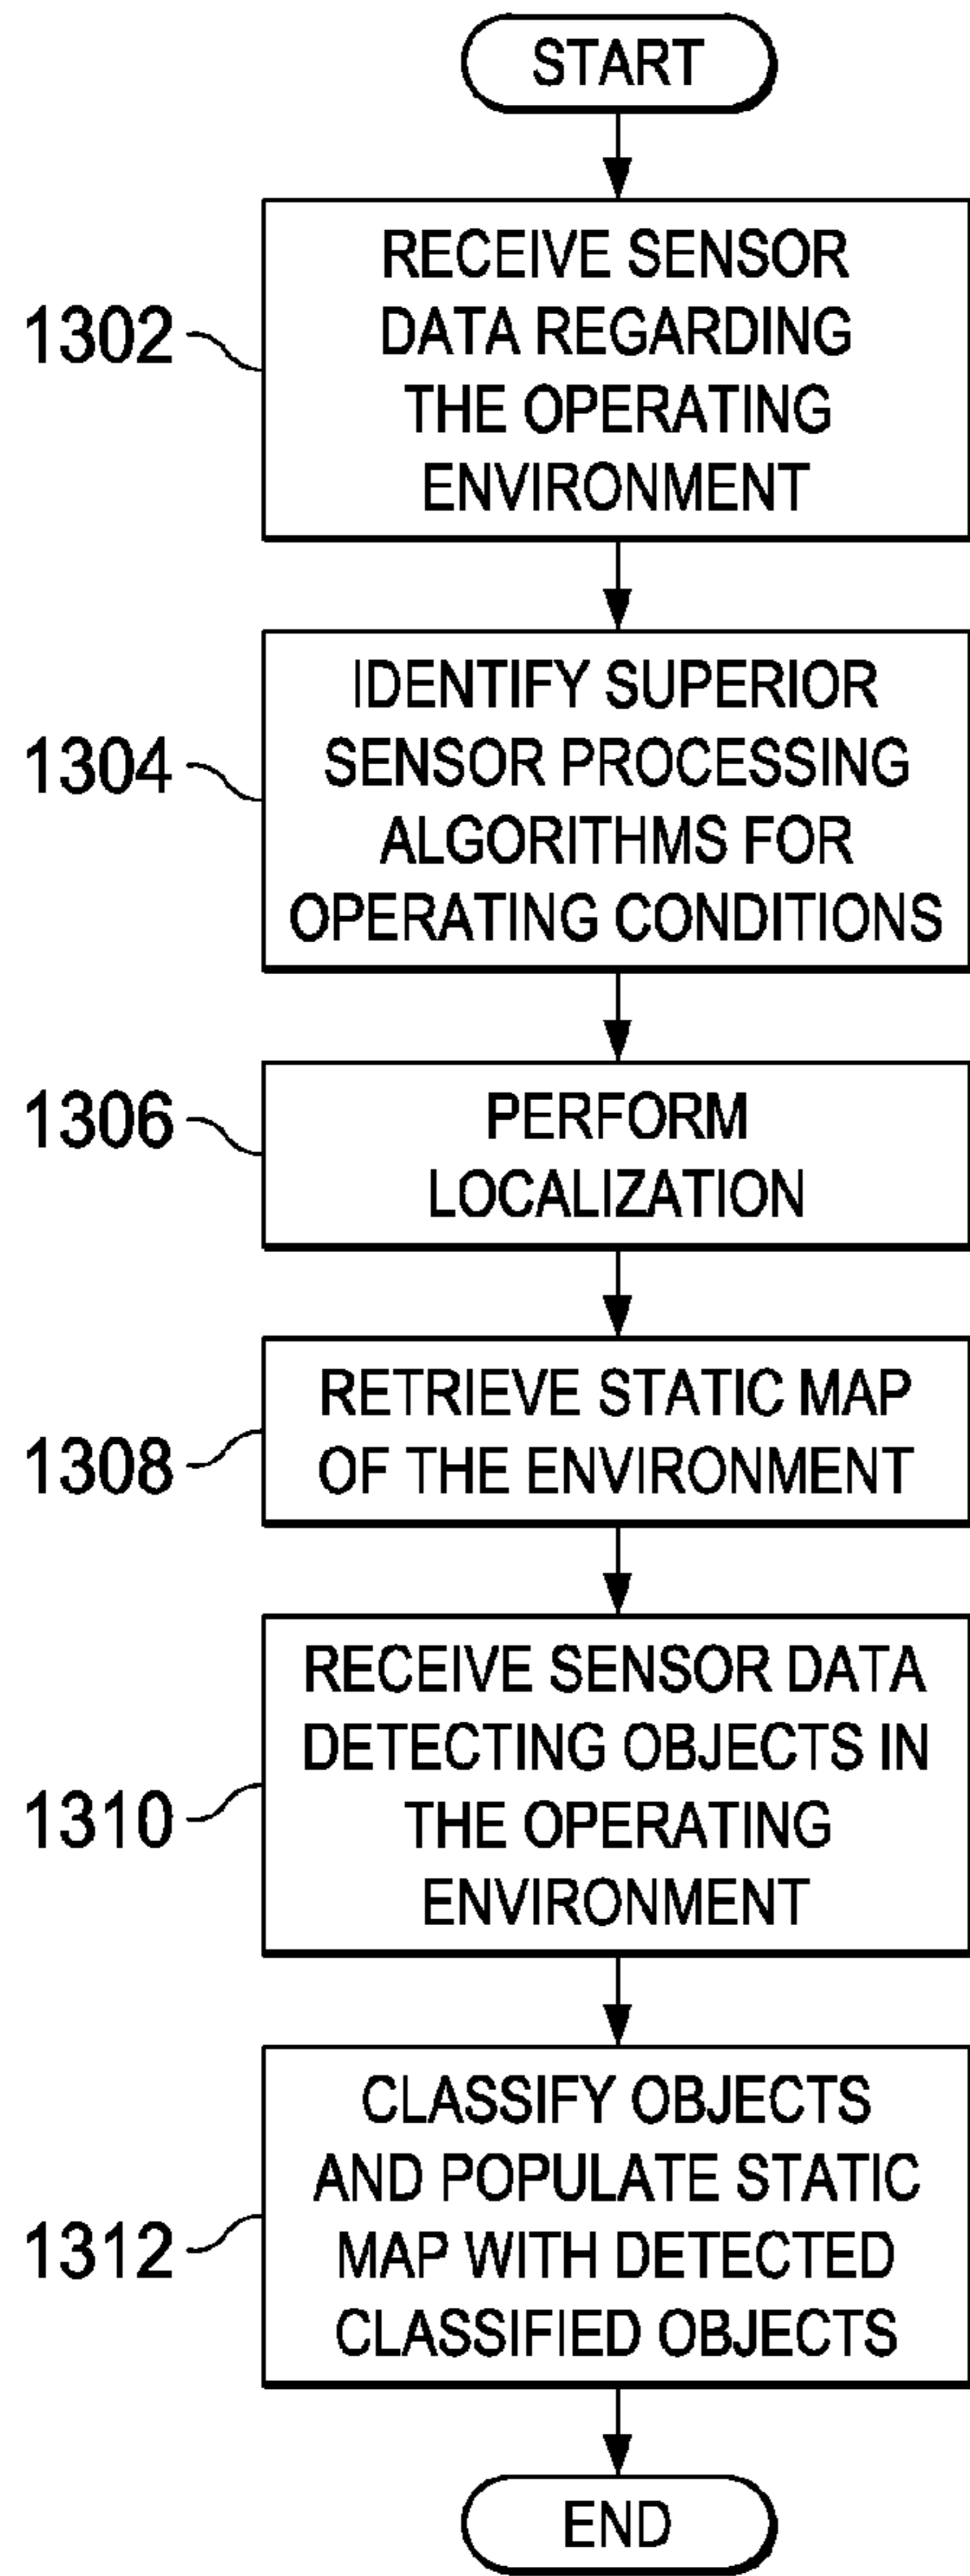 START
1302
RECEIVE SENSOR
DATA REGARDING
THE OPERATING
ENVIRONMENT
1304
IDENTIFY SUPERIOR
SENSOR PROCESSING
ALGORITHMS FOR
OPERATING CONDITIONS
1306
PERFORM
LOCALIZATION
1308
RETRIEVE STATIC MAP
OF THE ENVIRONMENT
1310
RECEIVE SENSOR DATA
DETECTING OBJECTS IN
THE OPERATING
ENVIRONMENT
1312
CLASSIFY OBJECTS
AND POPULATE STATIC
MAP WITH DETECTED
CLASSIFIED OBJECTS
END